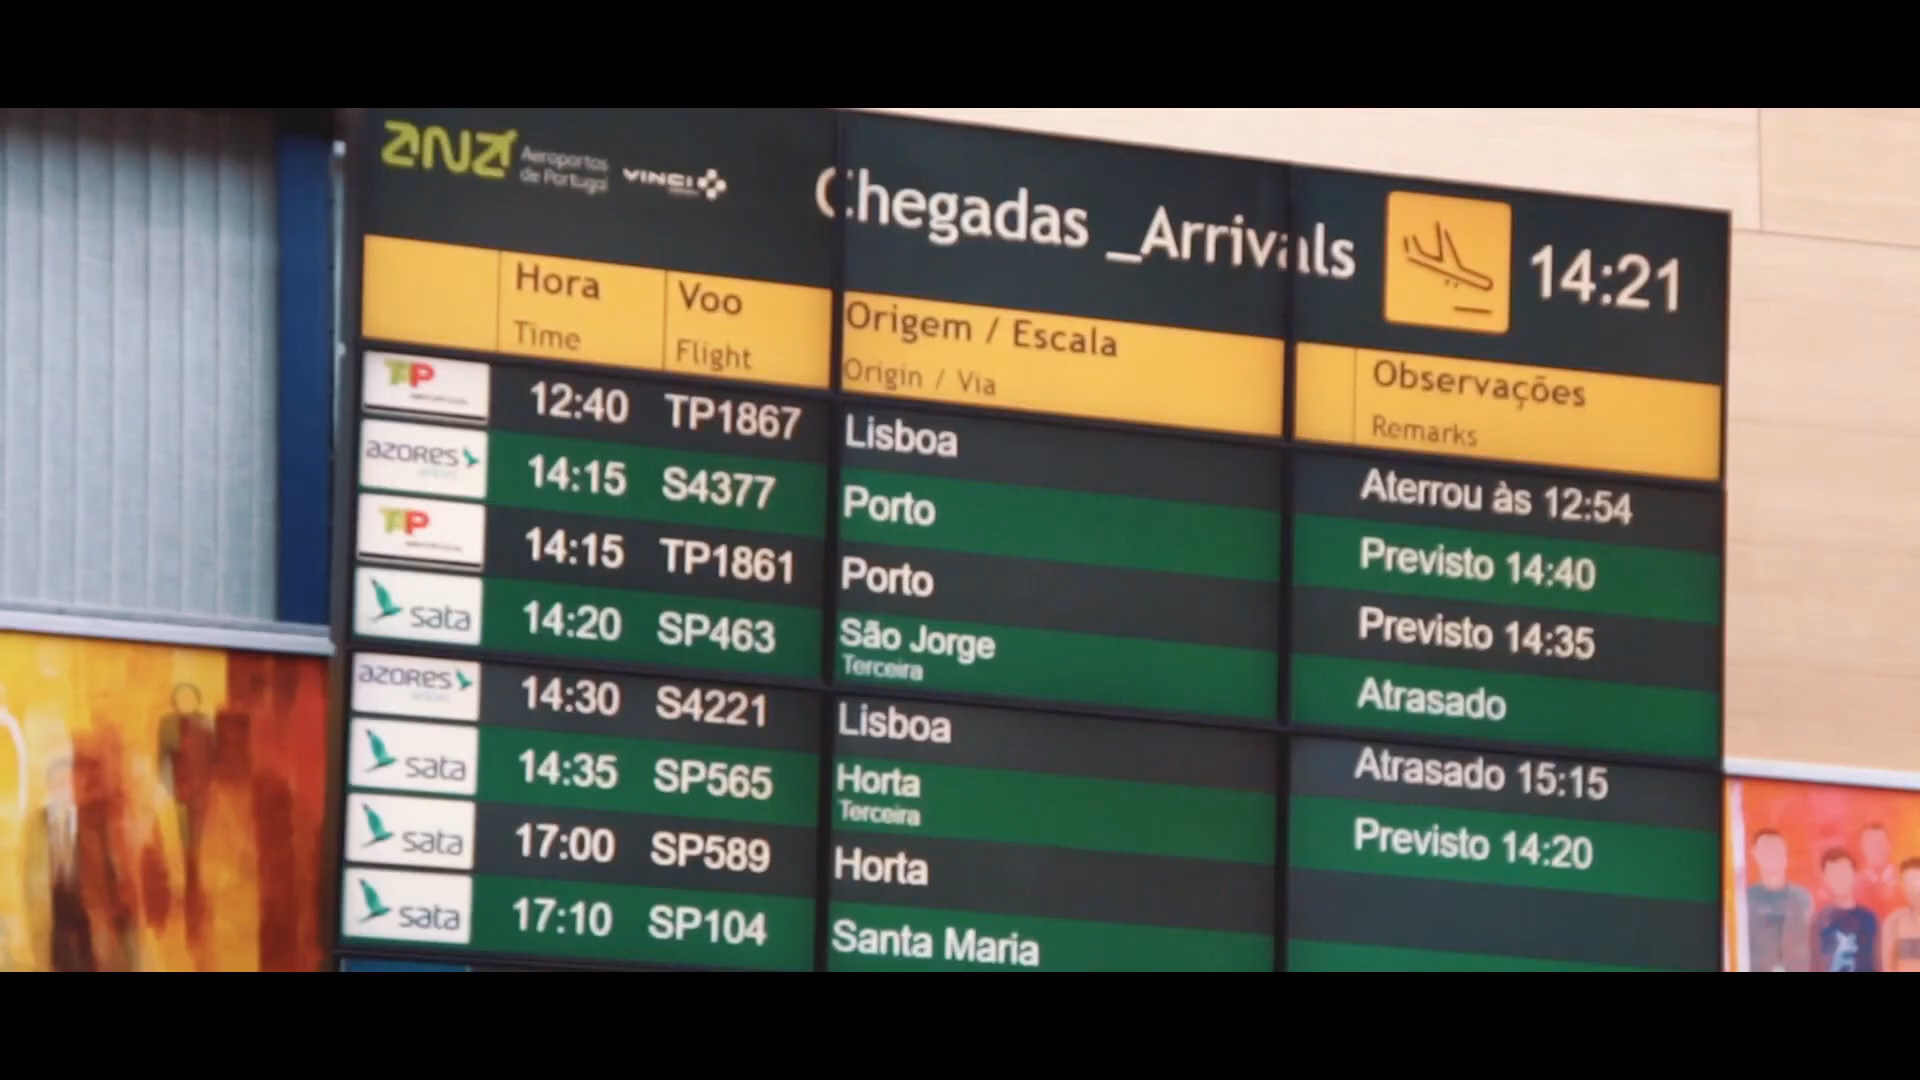 ana Aeroportos de Portugal VINCI Chegadas _Arrivals 14:21
Hora Voo Origem / Escala Observações
Time Flight Origin / Via Remarks
TP 12:40 TP1867 Lisboa Aterrou às 12:54
AZORES 14:15 S4377 Porto Previsto 14:40
TP 14:15 TP1861 Porto Previsto 14:35
sata 14:20 SP463 São Jorge Atrasado
Terceira
AZORES 14:30 S4221 Lisboa Atrasado 15:15
sata 14:35 SP565 Horta Previsto 14:20
Terceira
sata 17:00 SP589 Horta
sata 17:10 SP104 Santa Maria